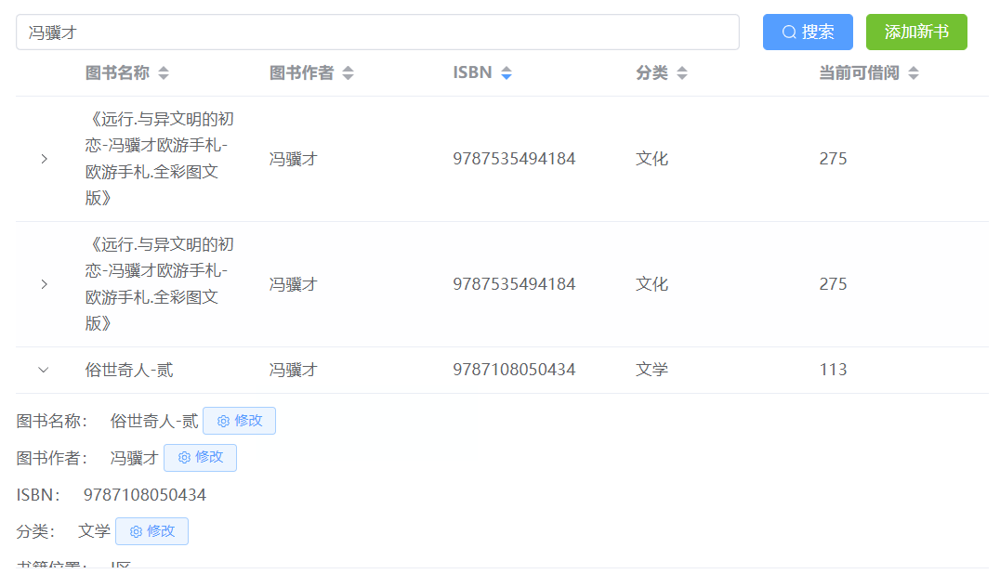 冯骥才
搜索
添加新书
图书名称 图书作者 ISBN 分类 当前可借阅
《远行.与异文明的初
恋-冯骥才欧游手札-
欧游手札.全彩图文
版》
冯骥才 9787535494184 文化 275
《远行.与异文明的初
恋-冯骥才欧游手札-
欧游手札.全彩图文
版》
冯骥才 9787535494184 文化 275
俗世奇人-贰 冯骥才 9787108050434 文学 113
图书名称： 俗世奇人-贰 修改
图书作者： 冯骥才 修改
ISBN： 9787108050434
分类： 文学 修改
书籍位置： I区